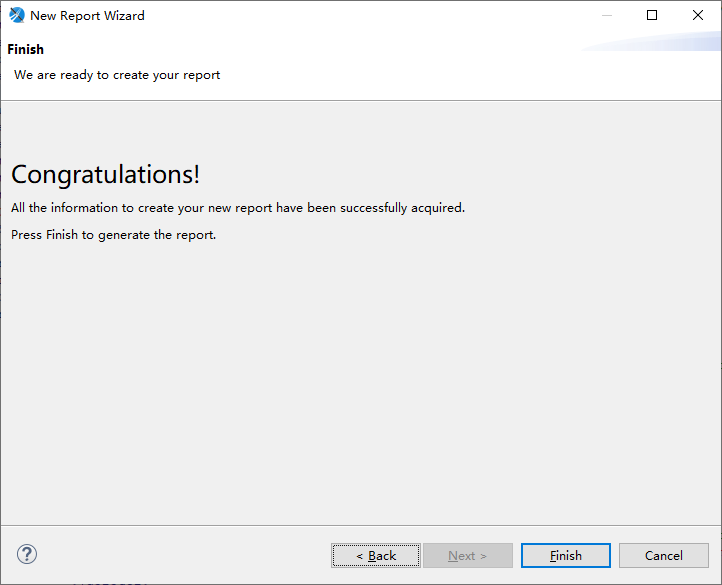 New Report Wizard
Finish
We are ready to create your report
Congratulations!
All the information to create your new report have been successfully acquired.
Press Finish to generate the report.
?
< Back
Next >
Finish
Cancel